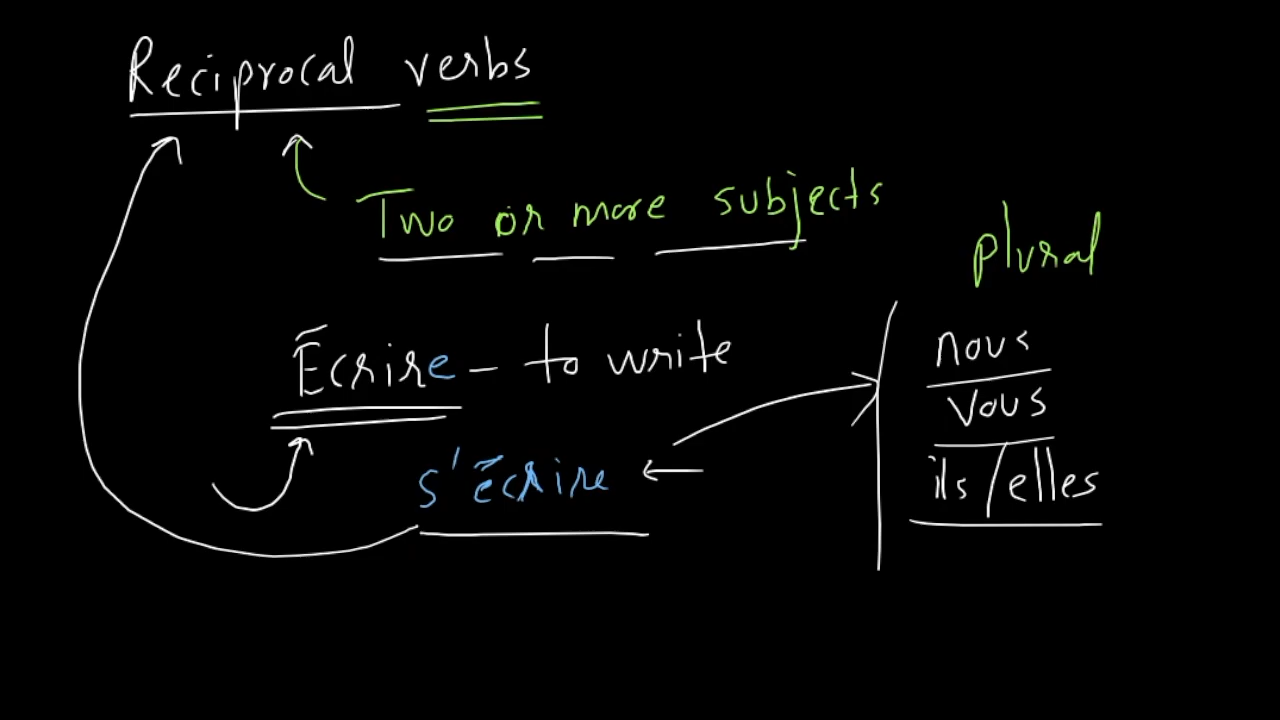 Reciprocal verbs
Two or more subjects
plural
Écrire - to write
nous
vous
s'écrire
ils/elles